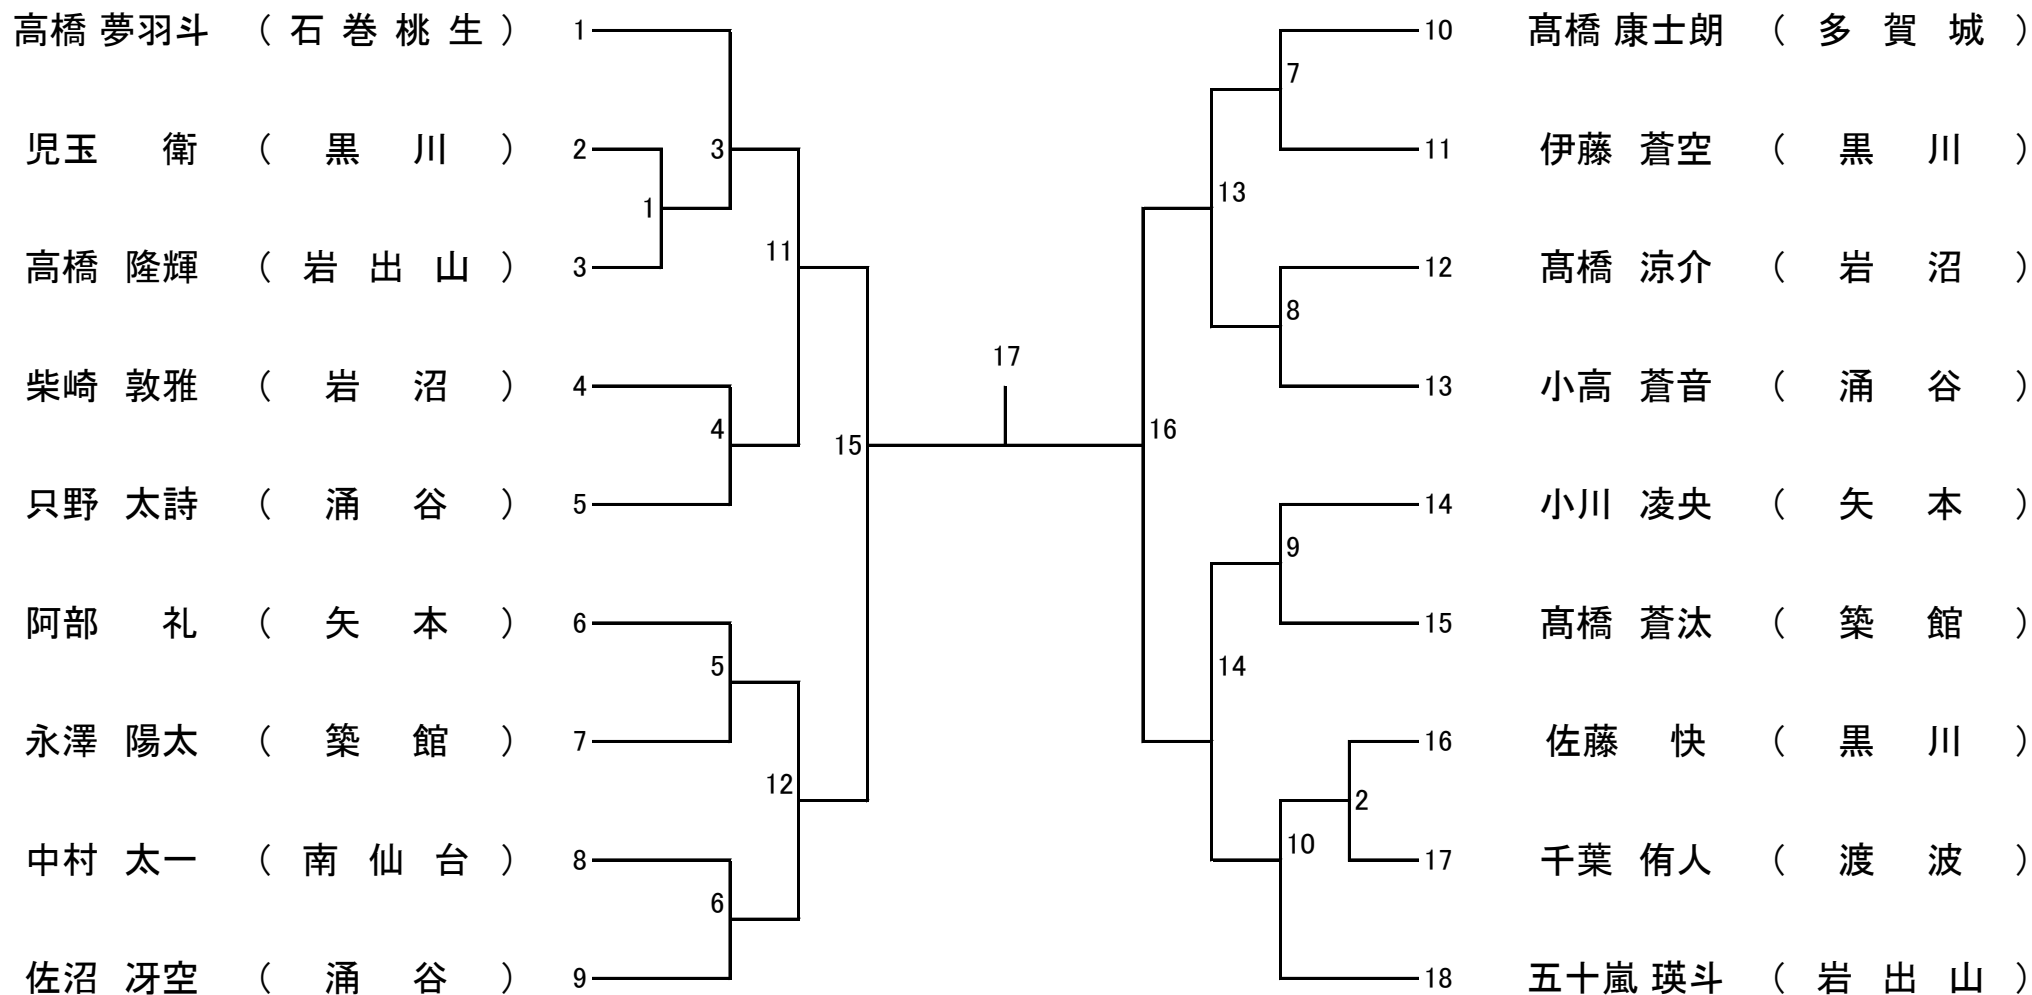 高橋 夢羽斗 （ 石 巻 桃 生 ） 1 10 髙橋 康士朗 （ 多 賀 城 ）
7
児玉 衛 （ 黒 川 ） 2 3 11 伊藤 蒼空 （ 黒 川 ）
1 13
高橋 隆輝 （ 岩 出 山 ） 3 11 12 髙橋 涼介 （ 岩 沼 ）
8
17
柴崎 敦雅 （ 岩 沼 ） 4 13 小高 蒼音 （ 涌 谷 ）
4 15 16
只野 太詩 （ 涌 谷 ） 5 14 小川 凌央 （ 矢 本 ）
9
阿部 礼 （ 矢 本 ） 6 15 髙橋 蒼汰 （ 築 館 ）
5 14
永澤 陽太 （ 築 館 ） 7 16 佐藤 快 （ 黒 川 ）
12 2
中村 太一 （ 南 仙 台 ） 8 10 17 千葉 侑人 （ 渡 波 ）
6
佐沼 冴空 （ 涌 谷 ） 9 18 五十嵐 瑛斗 （ 岩 出 山 ）